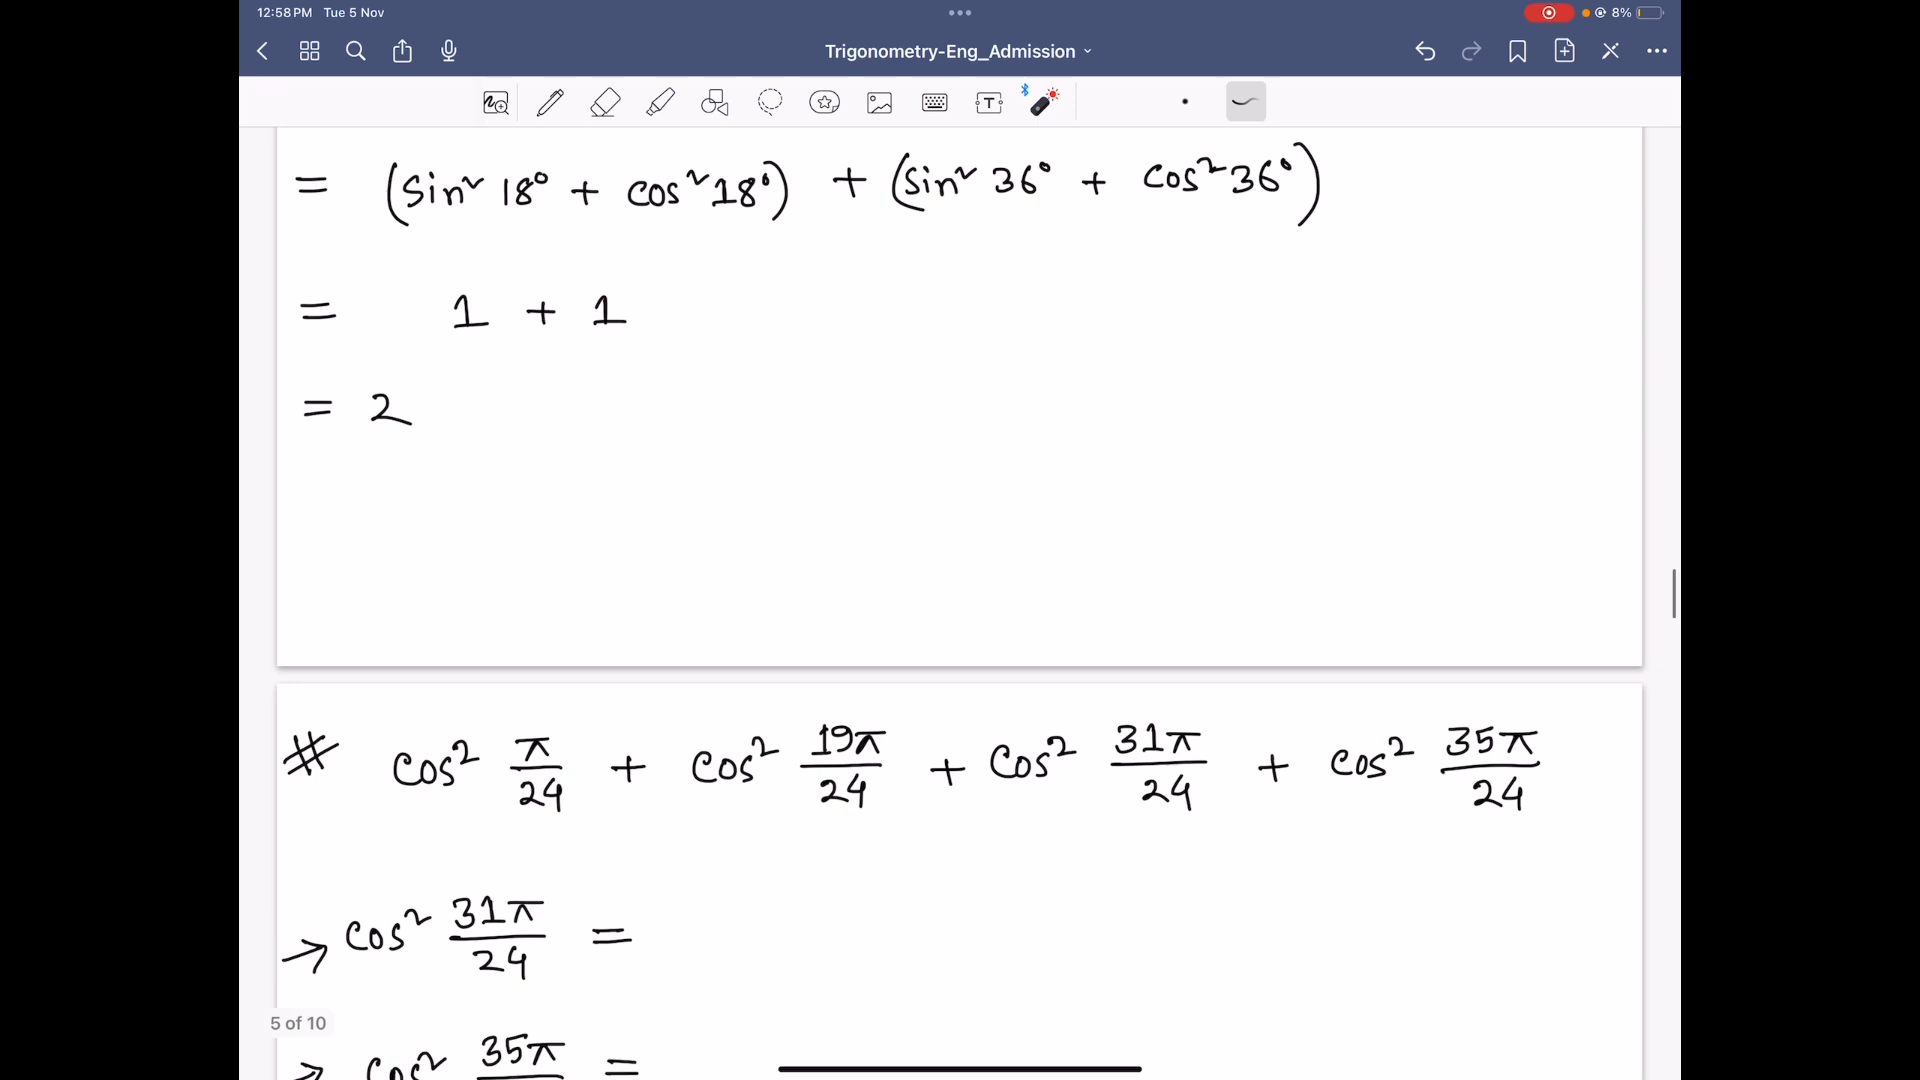 12:58 PM Tue 5 Nov
8%
Trigonometry-Eng_Admission
T
= (Sin² 18° + cos² 18°) + (Sin² 36° + cos² 36°)
= 1 + 1
= 2
# cos² π/24 + cos² 19π/24 + cos² 31π/24 + cos² 35π/24
→ cos² 31π/24 =
→ cos² 35π =
5 of 10